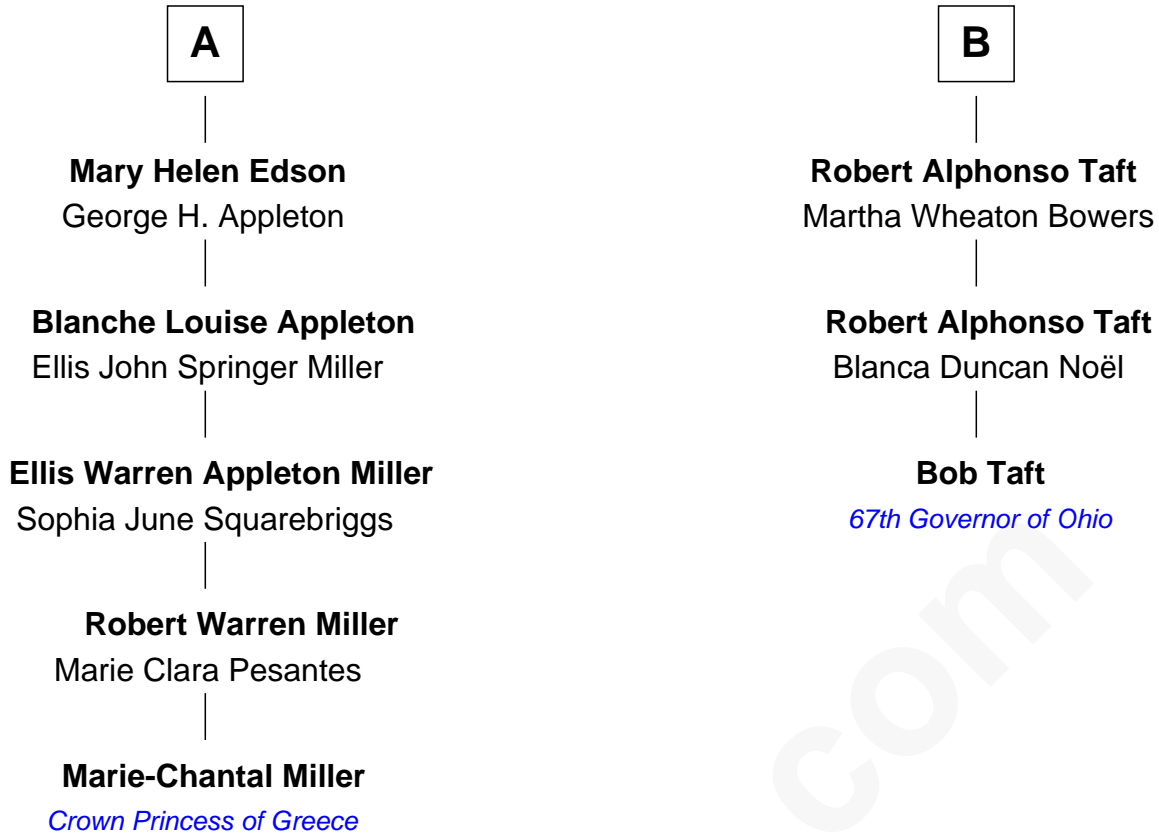 A
Mary Helen Edson
George H. Appleton
Blanche Louise Appleton
Ellis John Springer Miller
Ellis Warren Appleton Miller
Sophia June Squarebriggs
Robert Warren Miller
Marie Clara Pesantes
Marie-Chantal Miller
Crown Princess of Greece
B
Robert Alphonso Taft
Martha Wheaton Bowers
Robert Alphonso Taft
Blanca Duncan Noël
Bob Taft
67th Governor of Ohio
com